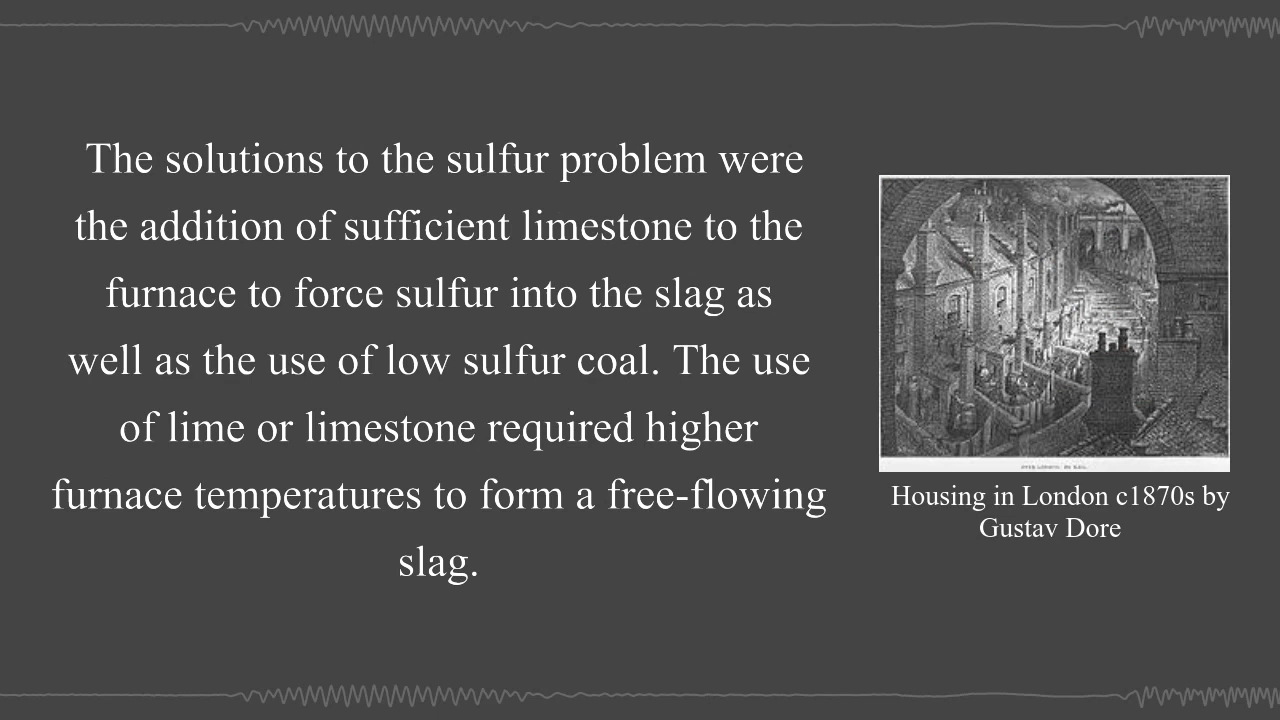 The solutions to the sulfur problem were
the addition of sufficient limestone to the
furnace to force sulfur into the slag as
well as the use of low sulfur coal. The use
of lime or limestone required higher
furnace temperatures to form a free-flowing
slag.
Housing in London c1870s by
Gustav Dore